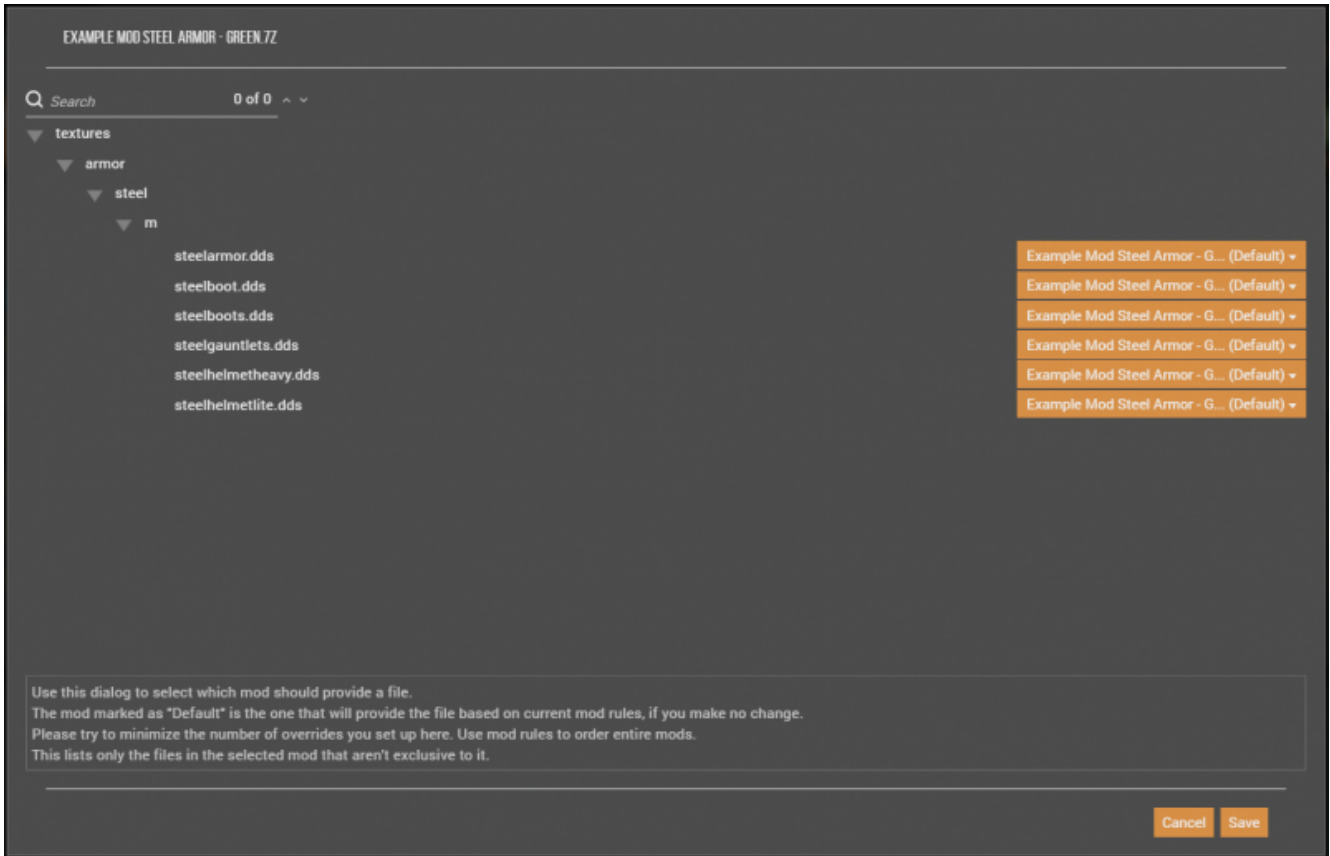 EXAMPLE MOD STEEL ARMOR - GREEN.7Z
Search 0 of 0
textures
armor
steel
m
steelarmor.dds Example Mod Steel Armor - G... (Default)
steelboot.dds Example Mod Steel Armor - G... (Default)
steelboots.dds Example Mod Steel Armor - G... (Default)
steelgauntlets.dds Example Mod Steel Armor - G... (Default)
steelhelmetheavy.dds Example Mod Steel Armor - G... (Default)
steelhelmetlite.dds Example Mod Steel Armor - G... (Default)
Use this dialog to select which mod should provide a file.
The mod marked as "Default" is the one that will provide the file based on current mod rules, if you make no change.
Please try to minimize the number of overrides you set up here. Use mod rules to order entire mods.
This lists only the files in the selected mod that aren't exclusive to it.
Cancel Save